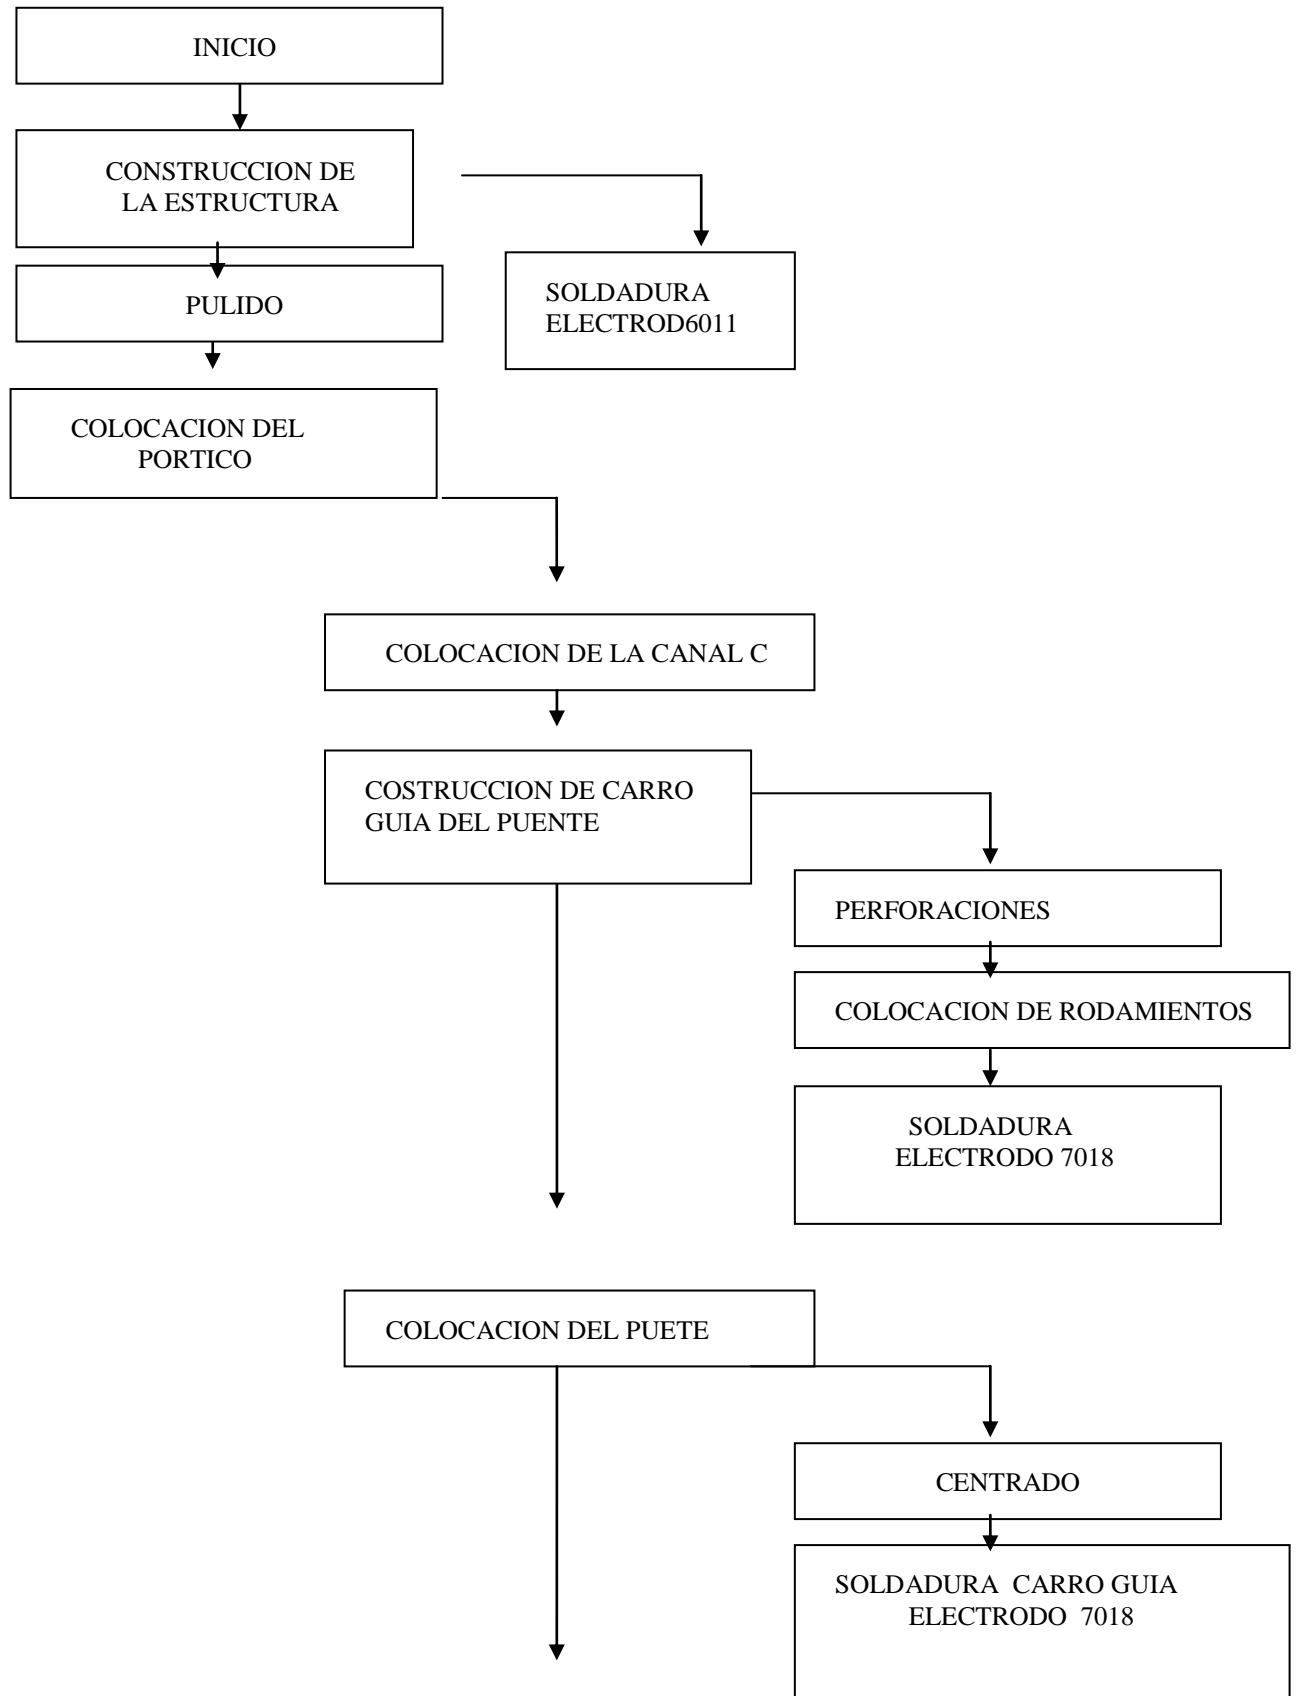 INICIO
CONSTRUCCION DE
LA ESTRUCTURA
PULIDO
SOLDADURA
ELECTROD6011
COLOCACION DEL
PORTICO
COLOCACION DE LA CANAL C
COSTRUCCION DE CARRO
GUIA DEL PUENTE
PERFORACIONES
COLOCACION DE RODAMIENTOS
SOLDADURA
ELECTRODO 7018
COLOCACION DEL PUETE
CENTRADO
SOLDADURA CARRO GUIA
ELECTRODO 7018